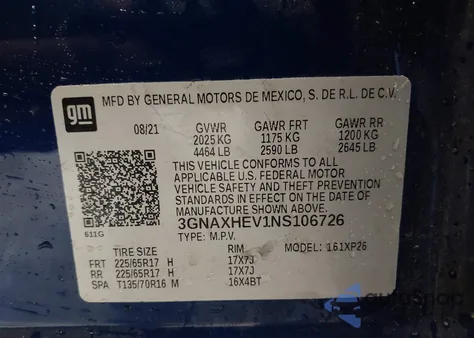 gm
MFD BY GENERAL MOTORS DE MEXICO, S. DE R.L. DE C.V.
08/21 GVWR GAWR FRT GAWR RR
2025 KG 1175 KG 1200 KG
4464 LB 2590 LB 2645 LB
THIS VEHICLE CONFORMS TO ALL
APPLICABLE U.S. FEDERAL MOTOR
VEHICLE SAFETY AND THEFT PREVENTION
STANDARDS IN EFFECT ON THE DATE OF
MANUFACTURE SHOWN ABOVE.
3GNAXHEV1NS106726
611G TYPE: M.P.V. MODEL: 161XP26
TIRE SIZE RIM
FRT 225/65R17 H 17X7J
RR 225/65R17 H 17X7J
SPA T135/70R16 M 16X4BT
autoshop